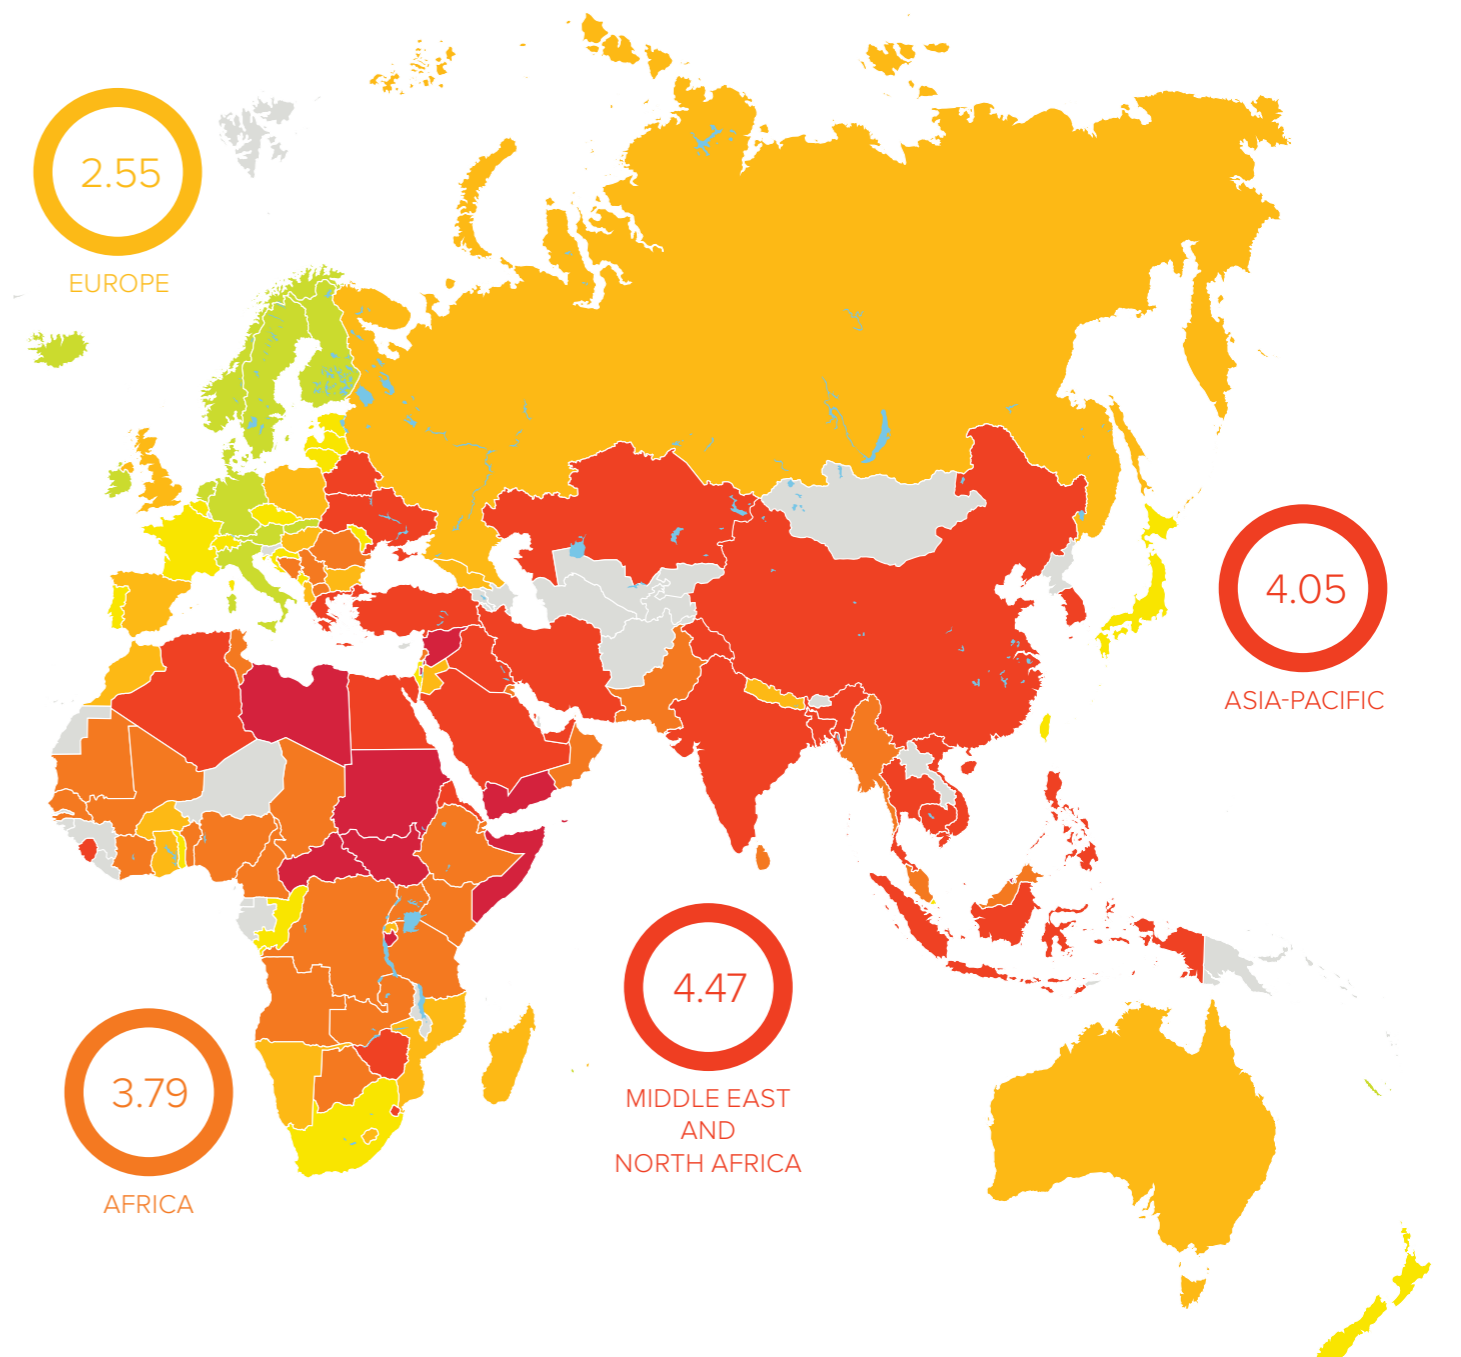 2.55
EUROPE
4.05
ASIA-PACIFIC
4.47
MIDDLE EAST
AND
NORTH AFRICA
3.79
AFRICA